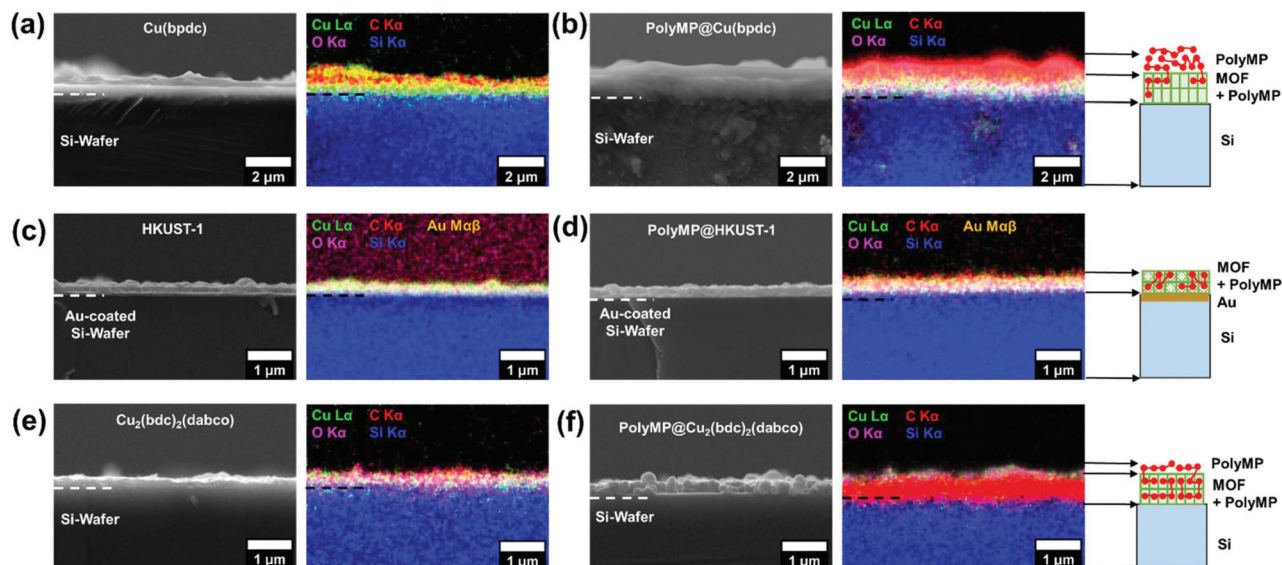 (a)
Cu(bpdc)
Si-Wafer
2 μm
Cu Lα C Kα
O Kα Si Kα
2 μm
(b)
PolyMP@Cu(bpdc)
Si-Wafer
2 μm
Cu Lα C Kα
O Kα Si Kα
2 μm
PolyMP
MOF
+ PolyMP
Si
(c)
HKUST-1
Au-coated
Si-Wafer
1 μm
Cu Lα C Kα Au Mαβ
O Kα Si Kα
1 μm
(d)
PolyMP@HKUST-1
Au-coated
Si-Wafer
1 μm
Cu Lα C Kα Au Mαβ
O Kα Si Kα
1 μm
MOF
+ PolyMP
Au
Si
(e)
Cu₂(bdc)₂(dabco)
Si-Wafer
1 μm
Cu Lα C Kα
O Kα Si Kα
1 μm
(f)
PolyMP@Cu₂(bdc)₂(dabco)
Si-Wafer
1 μm
Cu Lα C Kα
O Kα Si Kα
1 μm
PolyMP
MOF
+ PolyMP
Si